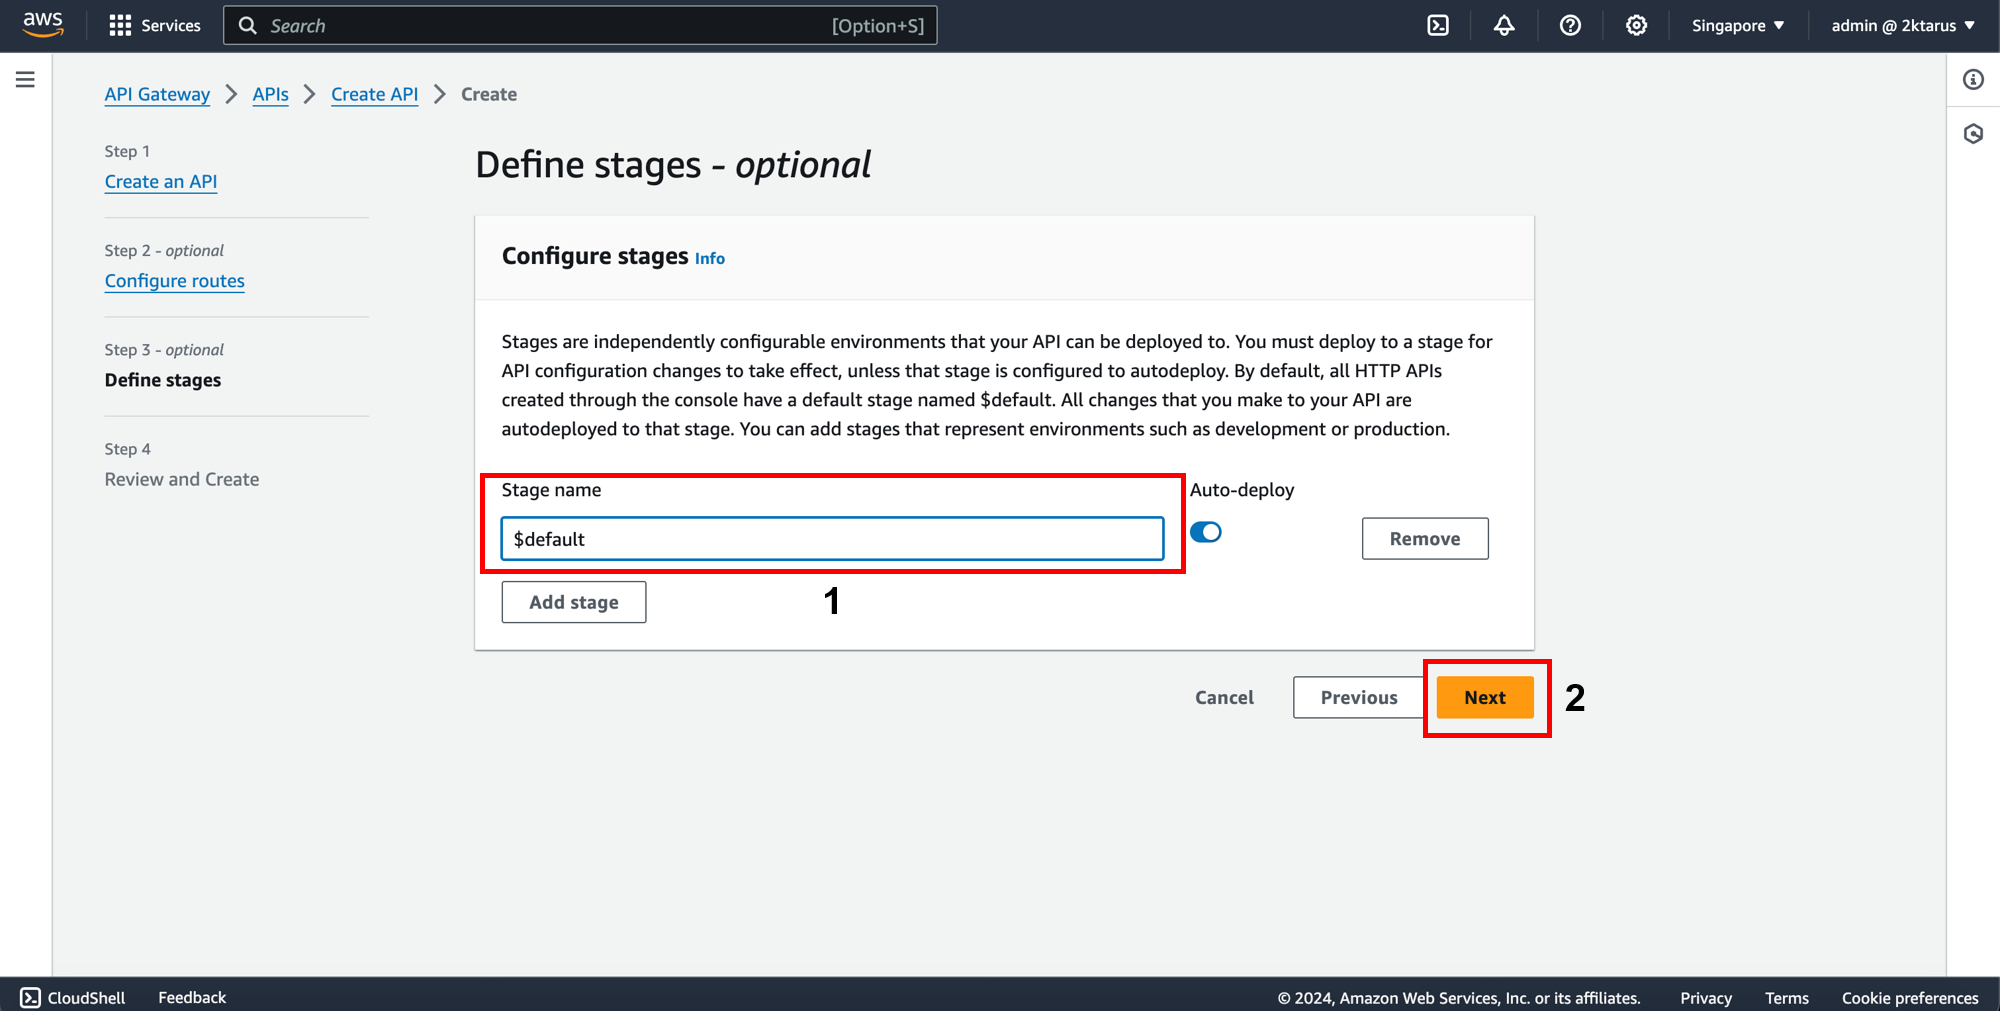 aws
Services
Search
[Option+S]
Singapore
admin @ 2ktarus
API Gateway
APIs
Create API
Create
Step 1
Create an API
Step 2 - optional
Configure routes
Step 3 - optional
Define stages
Step 4
Review and Create
Define stages - optional
Configure stages Info
Stages are independently configurable environments that your API can be deployed to. You must deploy to a stage for
API configuration changes to take effect, unless that stage is configured to autodeploy. By default, all HTTP APIs
created through the console have a default stage named $default. All changes that you make to your API are
autodeployed to that stage. You can add stages that represent environments such as development or production.
Stage name
Auto-deploy
$default
Remove
Add stage
1
Cancel
Previous
Next
2
CloudShell
Feedback
© 2024, Amazon Web Services, Inc. or its affiliates.
Privacy
Terms
Cookie preferences